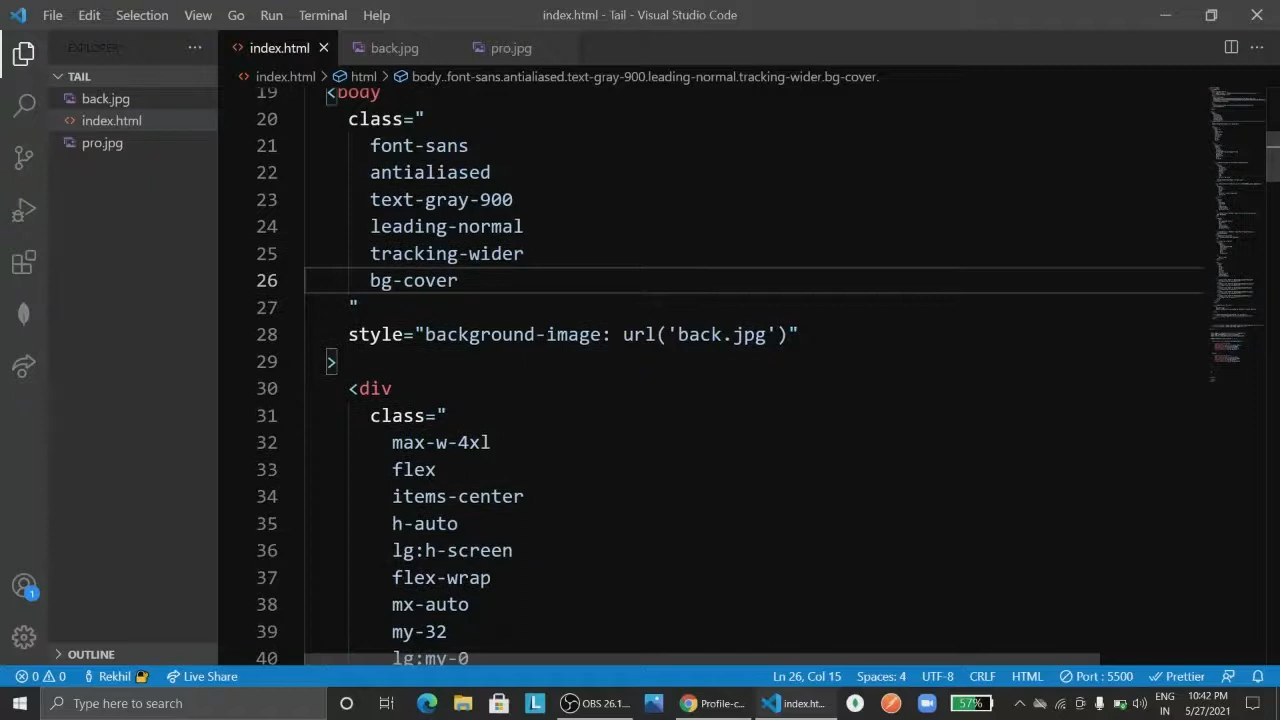 File Edit Selection View Go Run Terminal Help index.html - Tail - Visual Studio Code
EXPLORER ... index.html back.jpg pro.jpg
TAIL
index.html > html > body..font-sans.antialiased.text-gray-900.leading-normal.tracking-wider.bg-cover.
back.jpg
index.html
pro.jpg
19 <body
20 class="
21 font-sans
22 antialiased
23 text-gray-900
24 leading-normal
25 tracking-wider
26 bg-cover
27 "
28 style="background-image: url('back.jpg')"
29 >
30 <div
31 class="
32 max-w-4xl
33 flex
34 items-center
35 h-auto
36 lg:h-screen
37 flex-wrap
38 mx-auto
39 my-32
40 lg:my-0
1
OUTLINE
0 0 Rekhil Live Share Ln 26, Col 15 Spaces: 4 UTF-8 CRLF HTML Port : 5500 Prettier
Type here to search L OBS 26.1... Profile-c... index.ht... 57% ENG IN 10:42 PM 5/27/2021